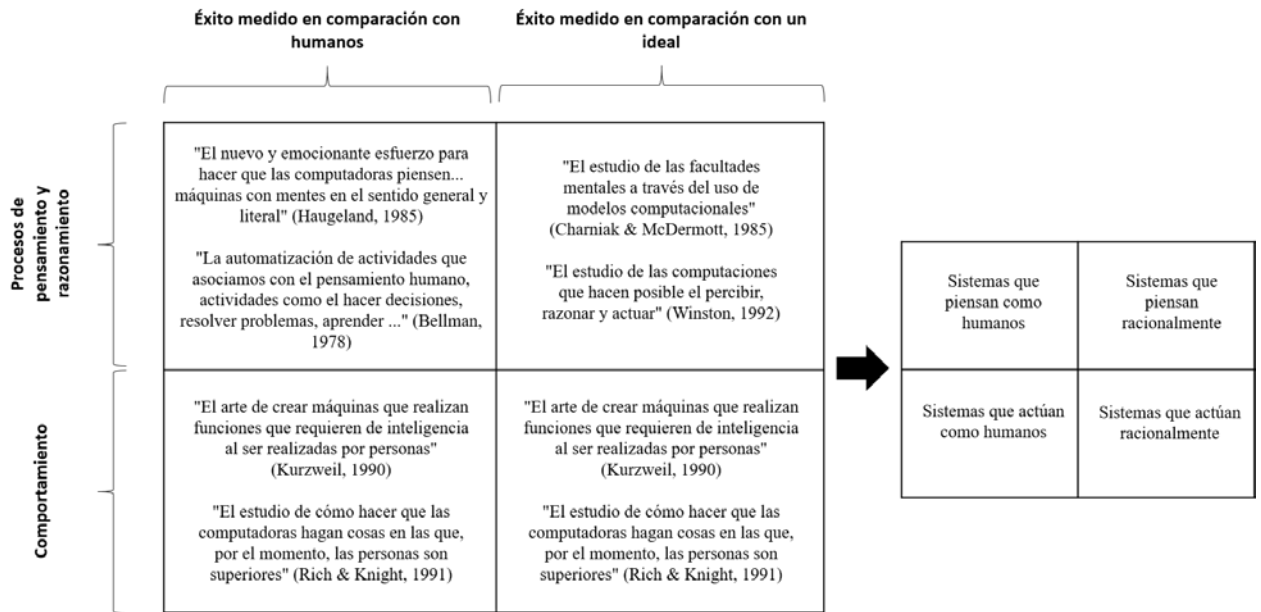 Éxito medido en comparación con
humanos
Éxito medido en comparación con un
ideal
Procesos de
pensamiento y
razonamiento
"El nuevo y emocionante esfuerzo para
hacer que las computadoras piensen...
máquinas con mentes en el sentido general y
literal" (Haugeland, 1985)
"La automatización de actividades que
asociamos con el pensamiento humano,
actividades como el hacer decisiones,
resolver problemas, aprender ..." (Bellman,
1978)
"El estudio de las facultades
mentales a través del uso de
modelos computacionales"
(Charniak & McDermott, 1985)
"El estudio de las computaciones
que hacen posible el percibir,
razonar y actuar" (Winston, 1992)
Comportamiento
"El arte de crear máquinas que realizan
funciones que requieren de inteligencia
al ser realizadas por personas"
(Kurzweil, 1990)
"El estudio de cómo hacer que las
computadoras hagan cosas en las que,
por el momento, las personas son
superiores" (Rich & Knight, 1991)
"El arte de crear máquinas que realizan
funciones que requieren de inteligencia
al ser realizadas por personas"
(Kurzweil, 1990)
"El estudio de cómo hacer que las
computadoras hagan cosas en las que,
por el momento, las personas son
superiores" (Rich & Knight, 1991)
Sistemas que
piensan como
humanos
Sistemas que
piensan
racionalmente
Sistemas que actúan
como humanos
Sistemas que actúan
racionalmente